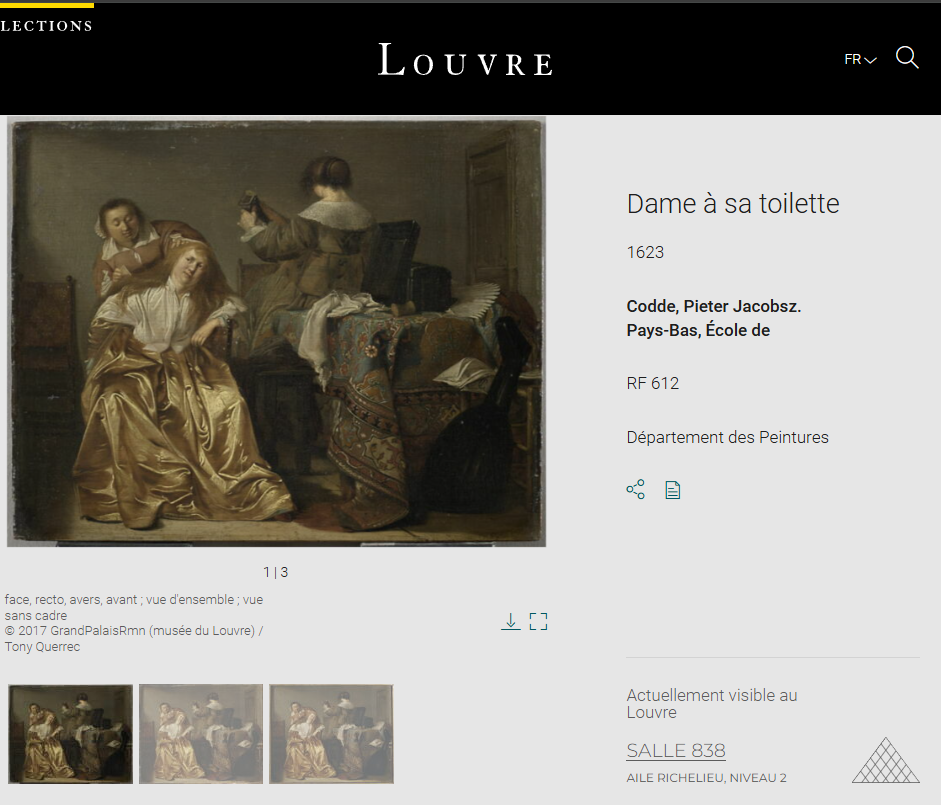 LECTIONS
LOUVRE
FR
Dame à sa toilette
1623
Codde, Pieter Jacobsz.
Pays-Bas, École de
RF 612
Département des Peintures
1 | 3
face, recto, avers, avant ; vue d'ensemble ; vue
sans cadre
© 2017 GrandPalaisRmn (musée du Louvre) /
Tony Querrec
Actuellement visible au
Louvre
SALLE 838
AILE RICHELIEU, NIVEAU 2